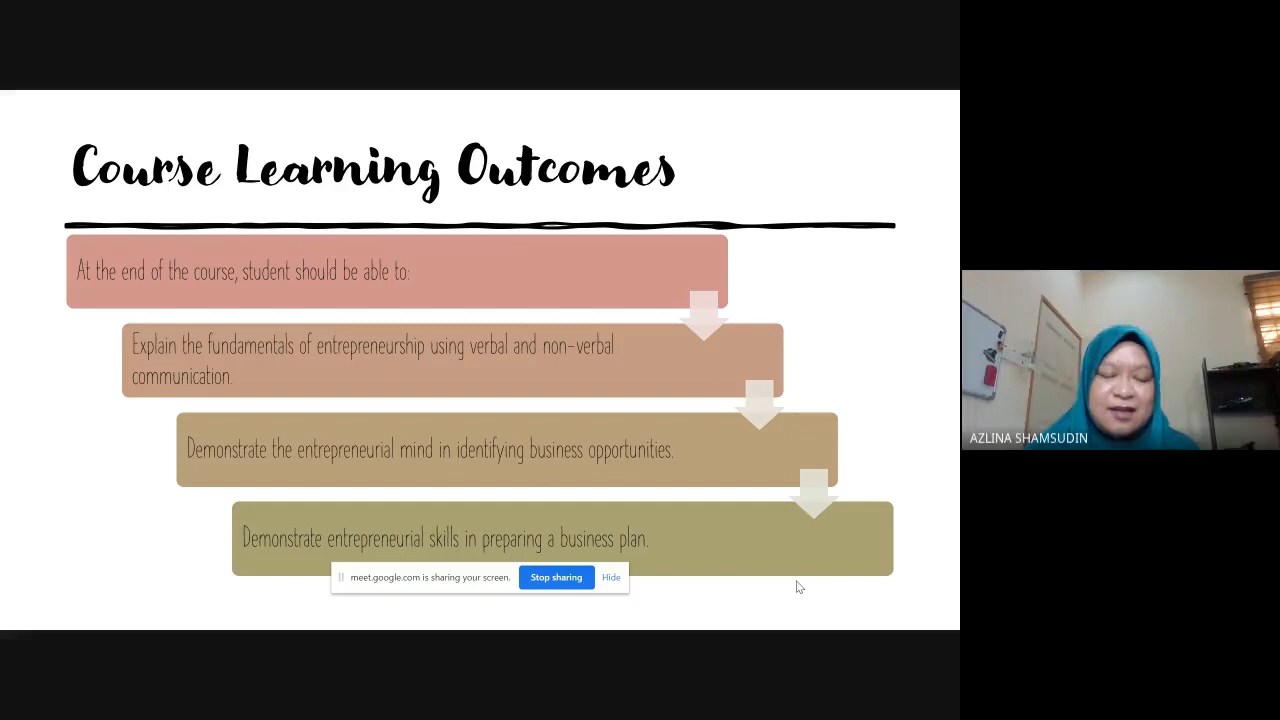 Course Learning Outcomes
At the end of the course, student should be able to:
Explain the fundamentals of entrepreneurship using verbal and non-verbal
communication.
Demonstrate the entrepreneurial mind in identifying business opportunities.
Demonstrate entrepreneurial skills in preparing a business plan.
meet.google.com is sharing your screen. Stop sharing Hide
AZLINA SHAMSUDIN